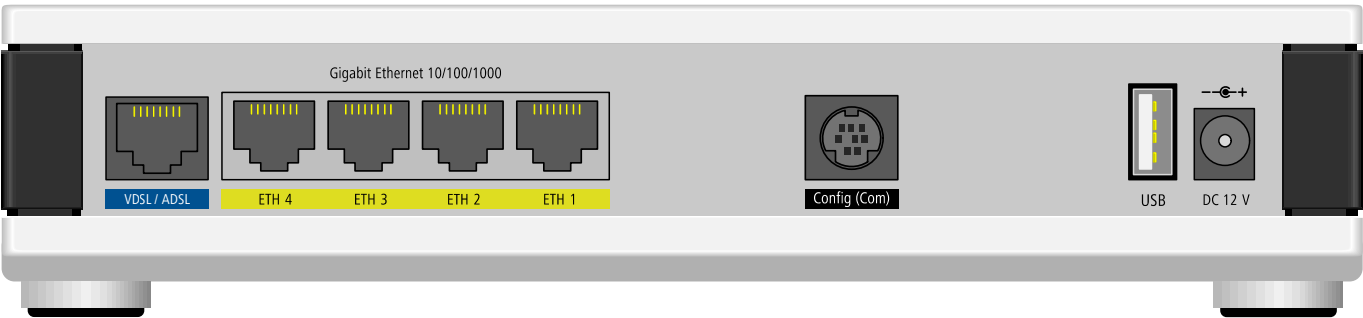 Gigabit Ethernet 10/100/1000
VDSL / ADSL
ETH 4
ETH 3
ETH 2
ETH 1
Config (Com)
USB
DC 12 V